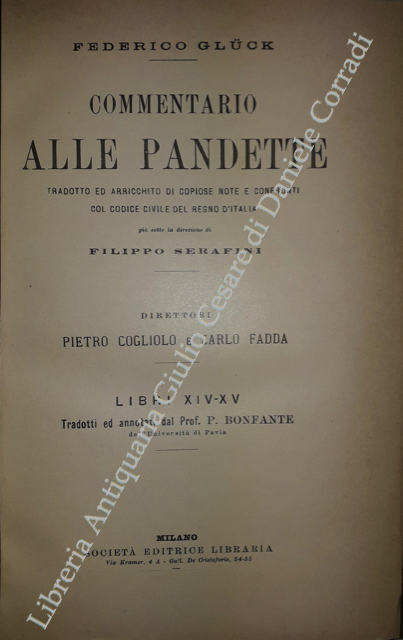 FEDERICO GLÜCK
COMMENTARIO
ALLE PANDETTE
TRADOTTO ED ARRICCHITO DI COPIOSE NOTE E CONFRONTI
COL CODICE CIVILE DEL REGNO D'ITALIA
già sotto la direzione di
FILIPPO SERAFINI
DIRETTORI
PIETRO COGLIOLO E CARLO FADDA
LIBRI XIV-XV
Tradotti ed annotati dal Prof. P. BONFANTE
dell'Università di Pavia
MILANO
SOCIETÀ EDITRICE LIBRARIA
Via Kramer, 4 A - Gall. De Cristoforis, 54-55
Libreria Antiquaria Giulio Cesare di Daniele Corradi